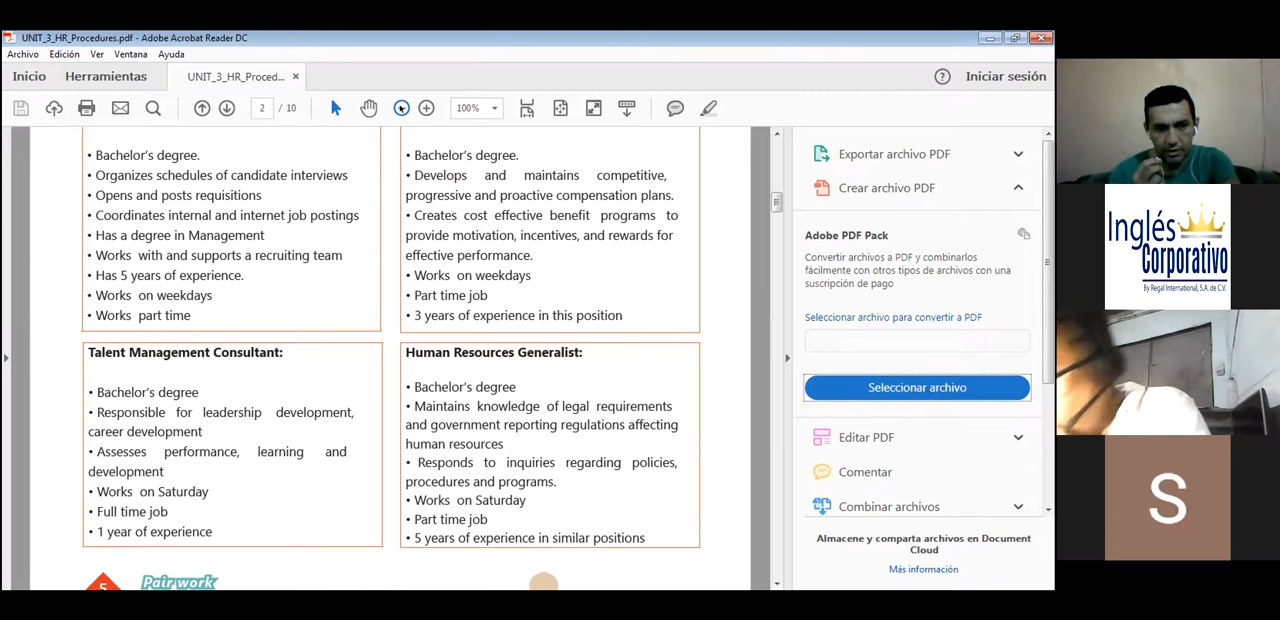 UNIT_3_HR_Procedures.pdf - Adobe Acrobat Reader DC
Archivo Edición Ver Ventana Ayuda
Inicio Herramientas UNIT_3_HR_Proced... × Iniciar sesión
2 / 10 100%
• Bachelor's degree.
• Organizes schedules of candidate interviews
• Opens and posts requisitions
• Coordinates internal and internet job postings
• Has a degree in Management
• Works with and supports a recruiting team
• Has 5 years of experience.
• Works on weekdays
• Works part time
• Bachelor's degree.
• Develops and maintains competitive,
progressive and proactive compensation plans.
• Creates cost effective benefit programs to
provide motivation, incentives, and rewards for
effective performance.
• Works on weekdays
• Part time job
• 3 years of experience in this position
Talent Management Consultant:
• Bachelor's degree
• Responsible for leadership development,
career development
• Assesses performance, learning and
development
• Works on Saturday
• Full time job
• 1 year of experience
Human Resources Generalist:
• Bachelor's degree
• Maintains knowledge of legal requirements
and government reporting regulations affecting
human resources
• Responds to inquiries regarding policies,
procedures and programs.
• Works on Saturday
• Part time job
• 5 years of experience in similar positions
5 Pair work
Exportar archivo PDF
Crear archivo PDF
Adobe PDF Pack
Convertir archivos a PDF y combinarlos
fácilmente con otros tipos de archivos con una
suscripción de pago
Seleccionar archivo para convertir a PDF
Seleccionar archivo
Editar PDF
Comentar
Combinar archivos
Almacene y comparta archivos en Document
Cloud
Más información
Inglés
Corporativo
By Regal International, S.A. de C.V.
S